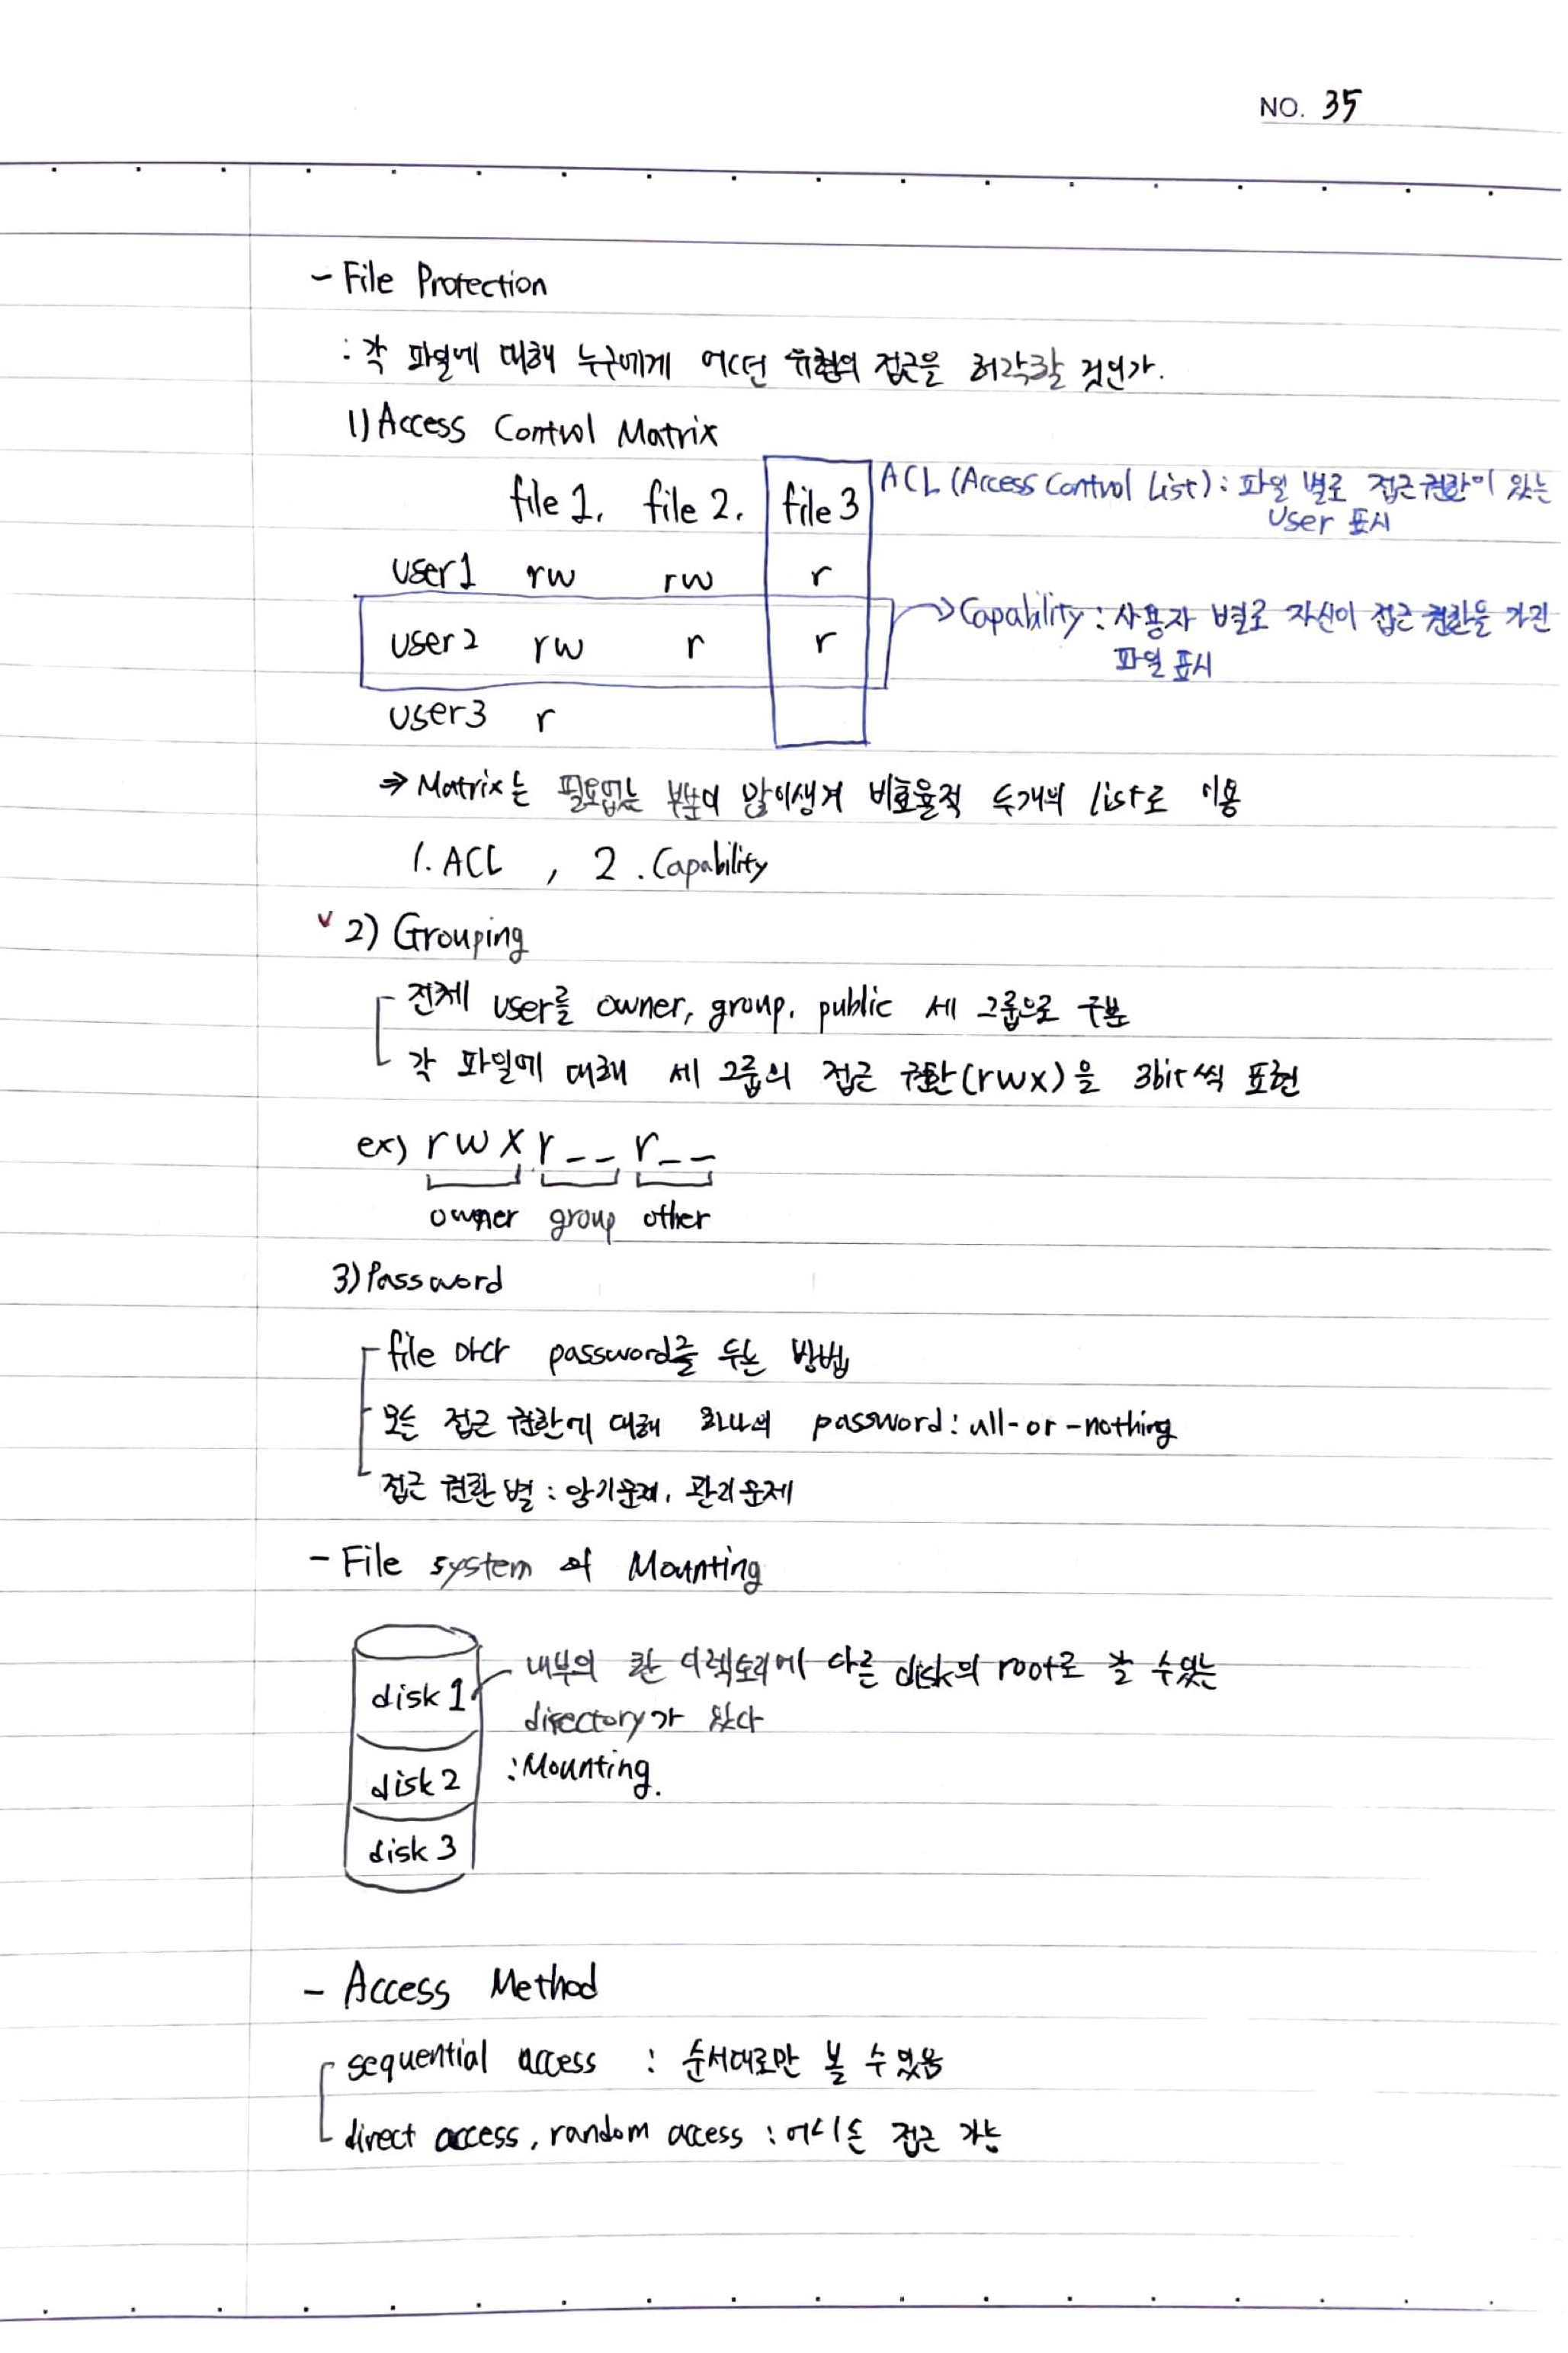 NO. 35
- File Protection
: 각 파일에 대해 누구에게 어떤 유형의 접근을 허락할 것인가.
1) Access Control Matrix
ACL (Access Control List) : 파일 별로 접근 권한이 있는
User 표시
file 1. file 2. file 3
user1 rw rw r
→ Capability : 사용자 별로 자신이 접근 권한을 가진
파일 표시
user 2 rw r r
user3 r
⇒ Matrix는 필요없는 부분이 많이생겨 비효율적 두개의 list로 이용
1. ACL , 2. Capability
v 2) Grouping
전체 user를 owner, group, public 세 그룹으로 구분
각 파일에 대해 세 그룹의 접근 권한(rwx)을 3bit씩 표현
ex) r w x r _ _ r _ _
owner group other
3) Password
file 마다 password를 두는 방법
모든 접근 권한에 대해 하나의 password : all-or-nothing
접근 권한 별 : 암기문제, 관리문제
- File system의 Mounting
내부의 한 디렉토리에 다른 disk의 root로 갈 수있는
directory가 있다
: Mounting.
disk 1
disk 2
disk 3
- Access Method
sequential access : 순서대로만 볼 수 있음
direct access, random access : 어디든 접근 가능